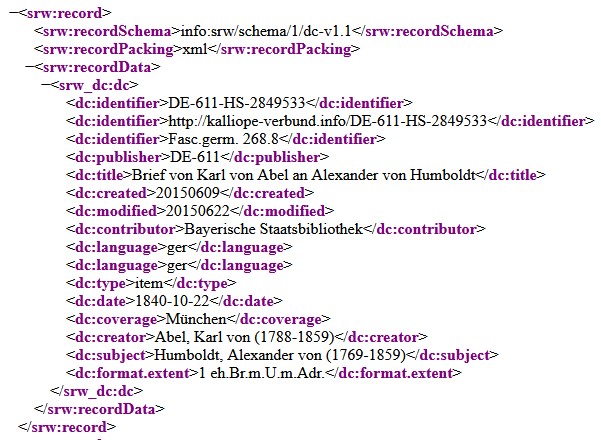 −<srw:record>
<srw:recordSchema>info:srw/schema/1/dc-v1.1</srw:recordSchema>
<srw:recordPacking>xml</srw:recordPacking>
−<srw:recordData>
−<srw_dc:dc>
<dc:identifier>DE-611-HS-2849533</dc:identifier>
<dc:identifier>http://kalliope-verbund.info/DE-611-HS-2849533</dc:identifier>
<dc:identifier>Fasc.germ. 268.8</dc:identifier>
<dc:publisher>DE-611</dc:publisher>
<dc:title>Brief von Karl von Abel an Alexander von Humboldt</dc:title>
<dc:created>20150609</dc:created>
<dc:modified>20150622</dc:modified>
<dc:contributor>Bayerische Staatsbibliothek</dc:contributor>
<dc:language>ger</dc:language>
<dc:language>ger</dc:language>
<dc:type>item</dc:type>
<dc:date>1840-10-22</dc:date>
<dc:coverage>München</dc:coverage>
<dc:creator>Abel, Karl von (1788-1859)</dc:creator>
<dc:subject>Humboldt, Alexander von (1769-1859)</dc:subject>
<dc:format.extent>1 eh.Br.m.U.m.Adr.</dc:format.extent>
</srw_dc:dc>
</srw:recordData>
</srw:record>